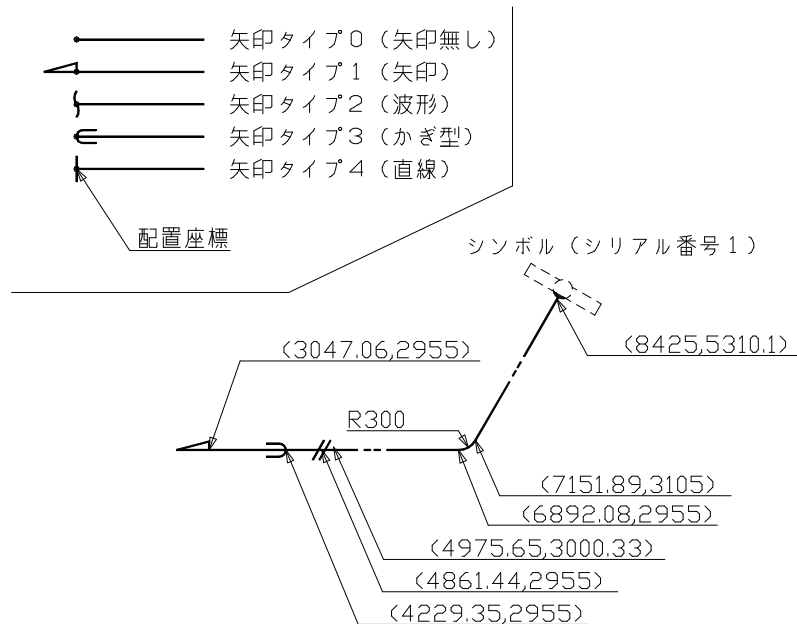 矢印タイプ0（矢印無し）
矢印タイプ1（矢印）
矢印タイプ2（波形）
矢印タイプ3（かぎ型）
矢印タイプ4（直線）
配置座標
シンボル（シリアル番号1）
(8425,5310.1)
(3047.06,2955)
R300
(7151.89,3105)
(6892.08,2955)
(4975.65,3000.33)
(4861.44,2955)
(4229.35,2955)